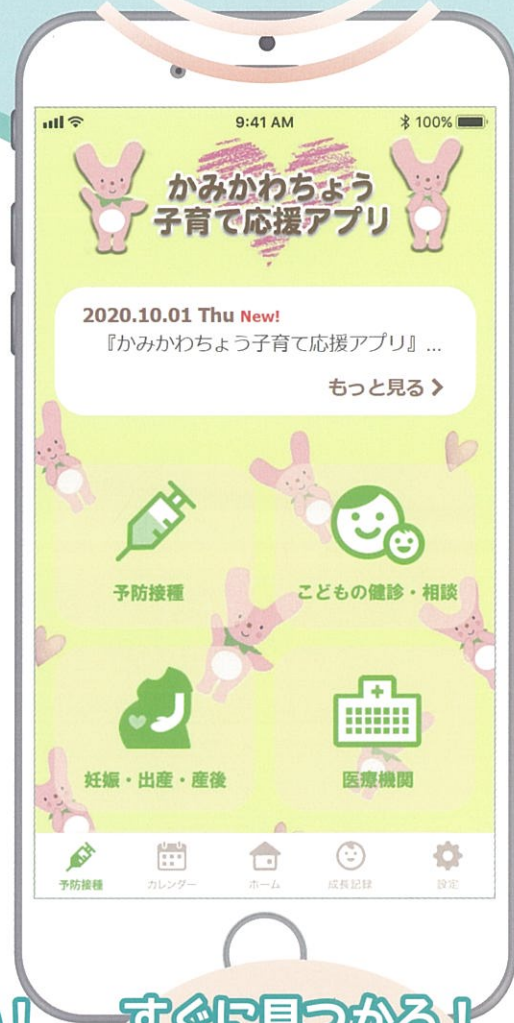 9:41 AM
100%
かみかわちょう
子育て応援アプリ
2020.10.01 Thu New!
『かみかわちょう子育て応援アプリ』...
もっと見る >
予防接種
こどもの健診・相談
妊娠・出産・産後
医療機関
予防接種
カレンダー
ホーム
成長記録
設定
すぐに見つかる!